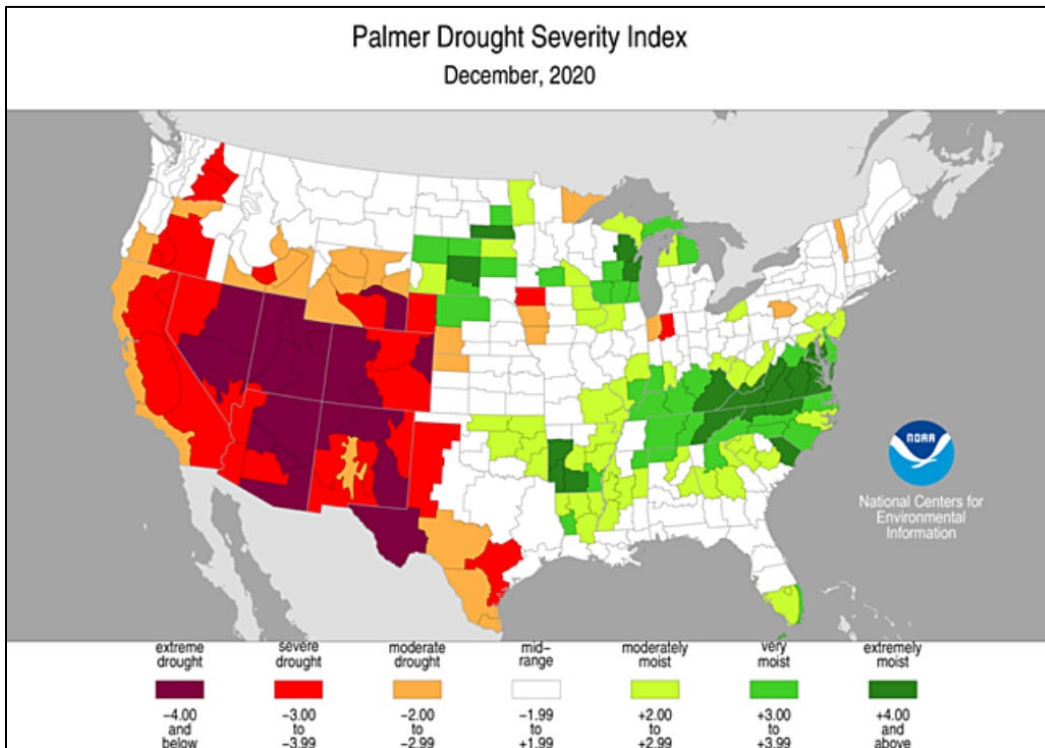 Palmer Drought Severity Index
December, 2020
NOAA
National Centers for
Environmental
Information
extreme
drought
severe
drought
moderate
drought
mid-
range
moderately
moist
very
moist
extremely
moist
-4.00
and
below
-3.00
to
-3.99
-2.00
to
-2.99
-1.99
to
+1.99
+2.00
to
+2.99
+3.00
to
+3.99
+4.00
and
above